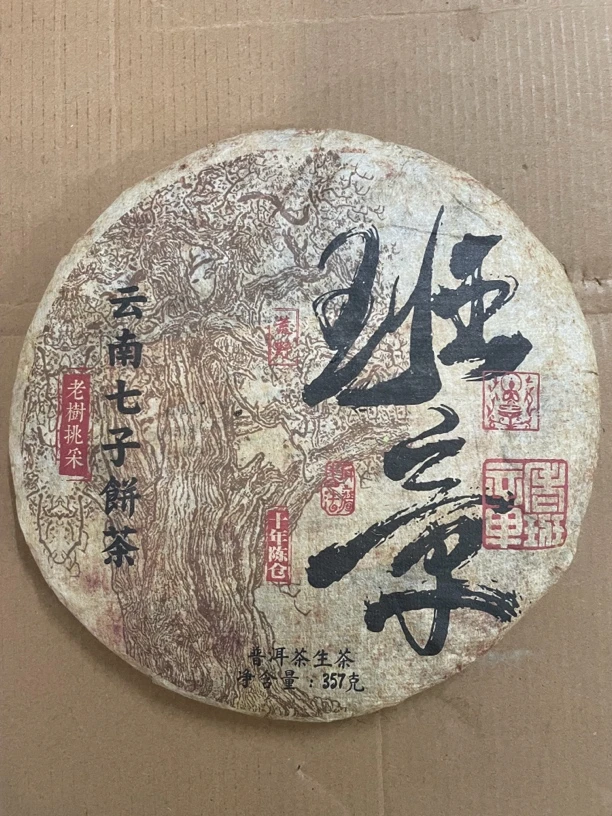 班章
云南七子餅茶
老樹挑采
十年陈仓
普洱茶生茶
净含量：357克